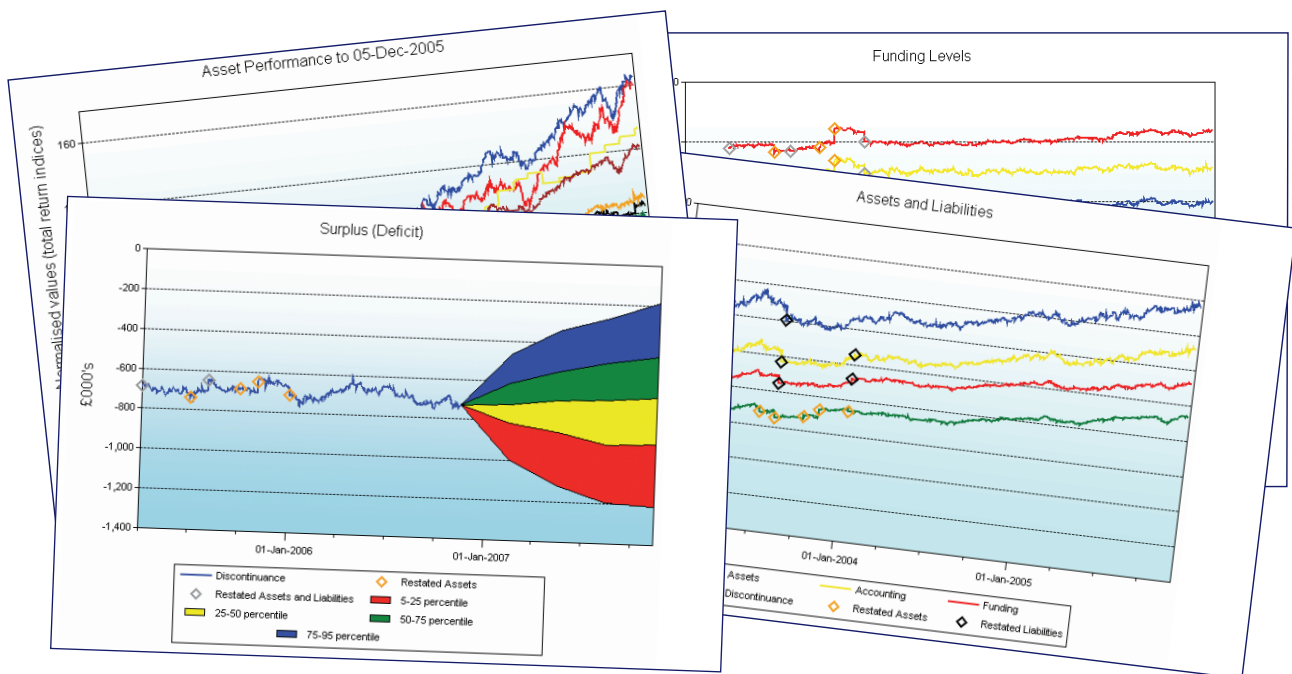 Asset Performance to 05-Dec-2005
Normalised values (total return indices)
160
Funding Levels
Assets and Liabilities
01-Jan-2004
01-Jan-2005
Assets
Accounting
Funding
Discontinuance
Restated Assets
Restated Liabilities
Surplus (Deficit)
£000's
0
-200
-400
-600
-800
-1,000
-1,200
-1,400
01-Jan-2006
01-Jan-2007
Discontinuance
Restated Assets
Restated Assets and Liabilities
5-25 percentile
25-50 percentile
50-75 percentile
75-95 percentile